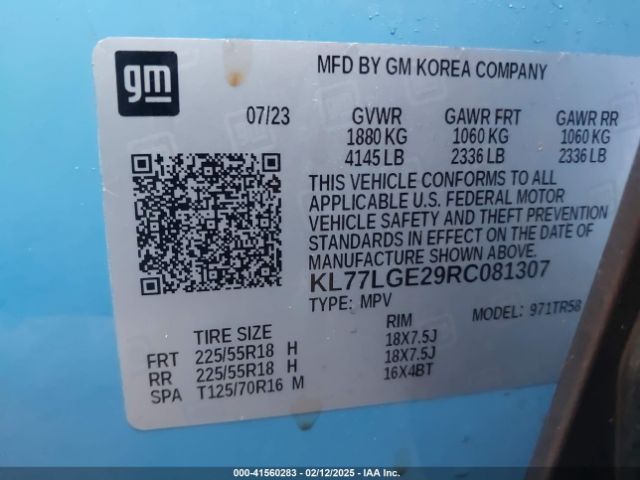 gm
MFD BY GM KOREA COMPANY
07/23 GVWR GAWR FRT GAWR RR
1880 KG 1060 KG 1060 KG
4145 LB 2336 LB 2336 LB
THIS VEHICLE CONFORMS TO ALL
APPLICABLE U.S. FEDERAL MOTOR
VEHICLE SAFETY AND THEFT PREVENTION
STANDARDS IN EFFECT ON THE DATE OF
MANUFACTURE SHOWN ABOVE.
KL77LGE29RC081307
TYPE: MPV MODEL: 971TR58
TIRE SIZE RIM
FRT 225/55R18 H 18X7.5J
RR 225/55R18 H 18X7.5J
SPA T125/70R16 M 16X4BT
000-41560283 - 02/12/2025 - IAA Inc.